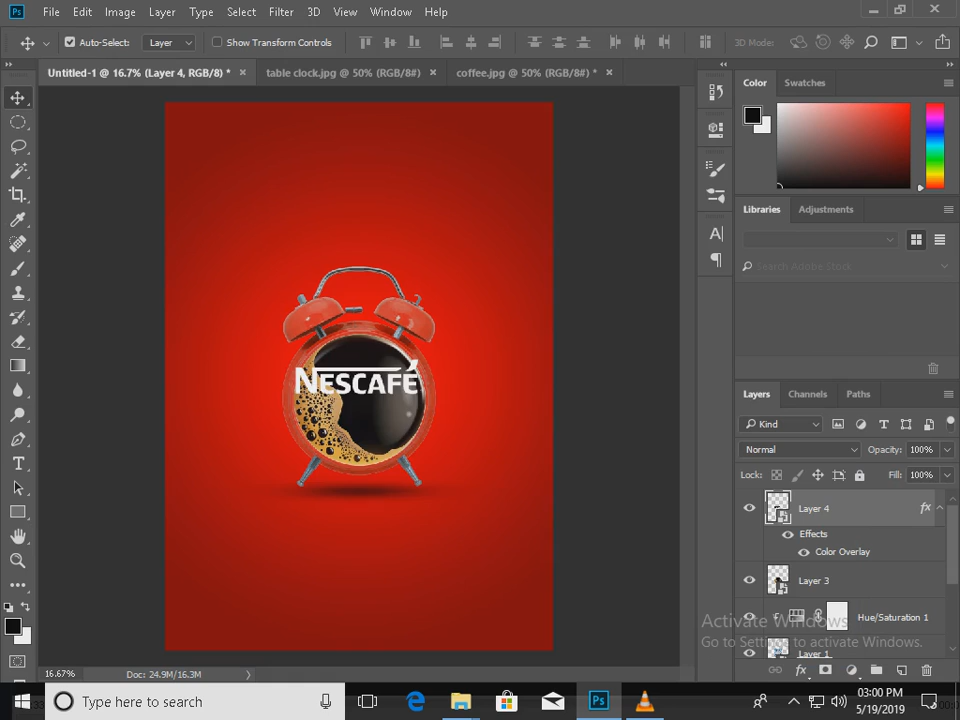 Ps File Edit Image Layer Type Select Filter 3D View Window Help
Auto-Select: Layer Show Transform Controls 3D Mode:
Untitled-1 @ 16.7% (Layer 4, RGB/8) * × table clock.jpg @ 50% (RGB/8#) × coffee.jpg @ 50% (RGB/8#) * ×
Color Swatches
Libraries Adjustments
Search Adobe Stock
NESCAFÉ
Layers Channels Paths
Kind
Normal Opacity: 100%
Lock: Fill: 100%
Layer 4 fx
Effects
Color Overlay
Layer 3
Hue/Saturation 1
Layer 1
Activate Windows
Go to Settings to activate Windows.
16.67% Doc: 24.9M/16.3M
Type here to search
03:00 PM
5/19/2019